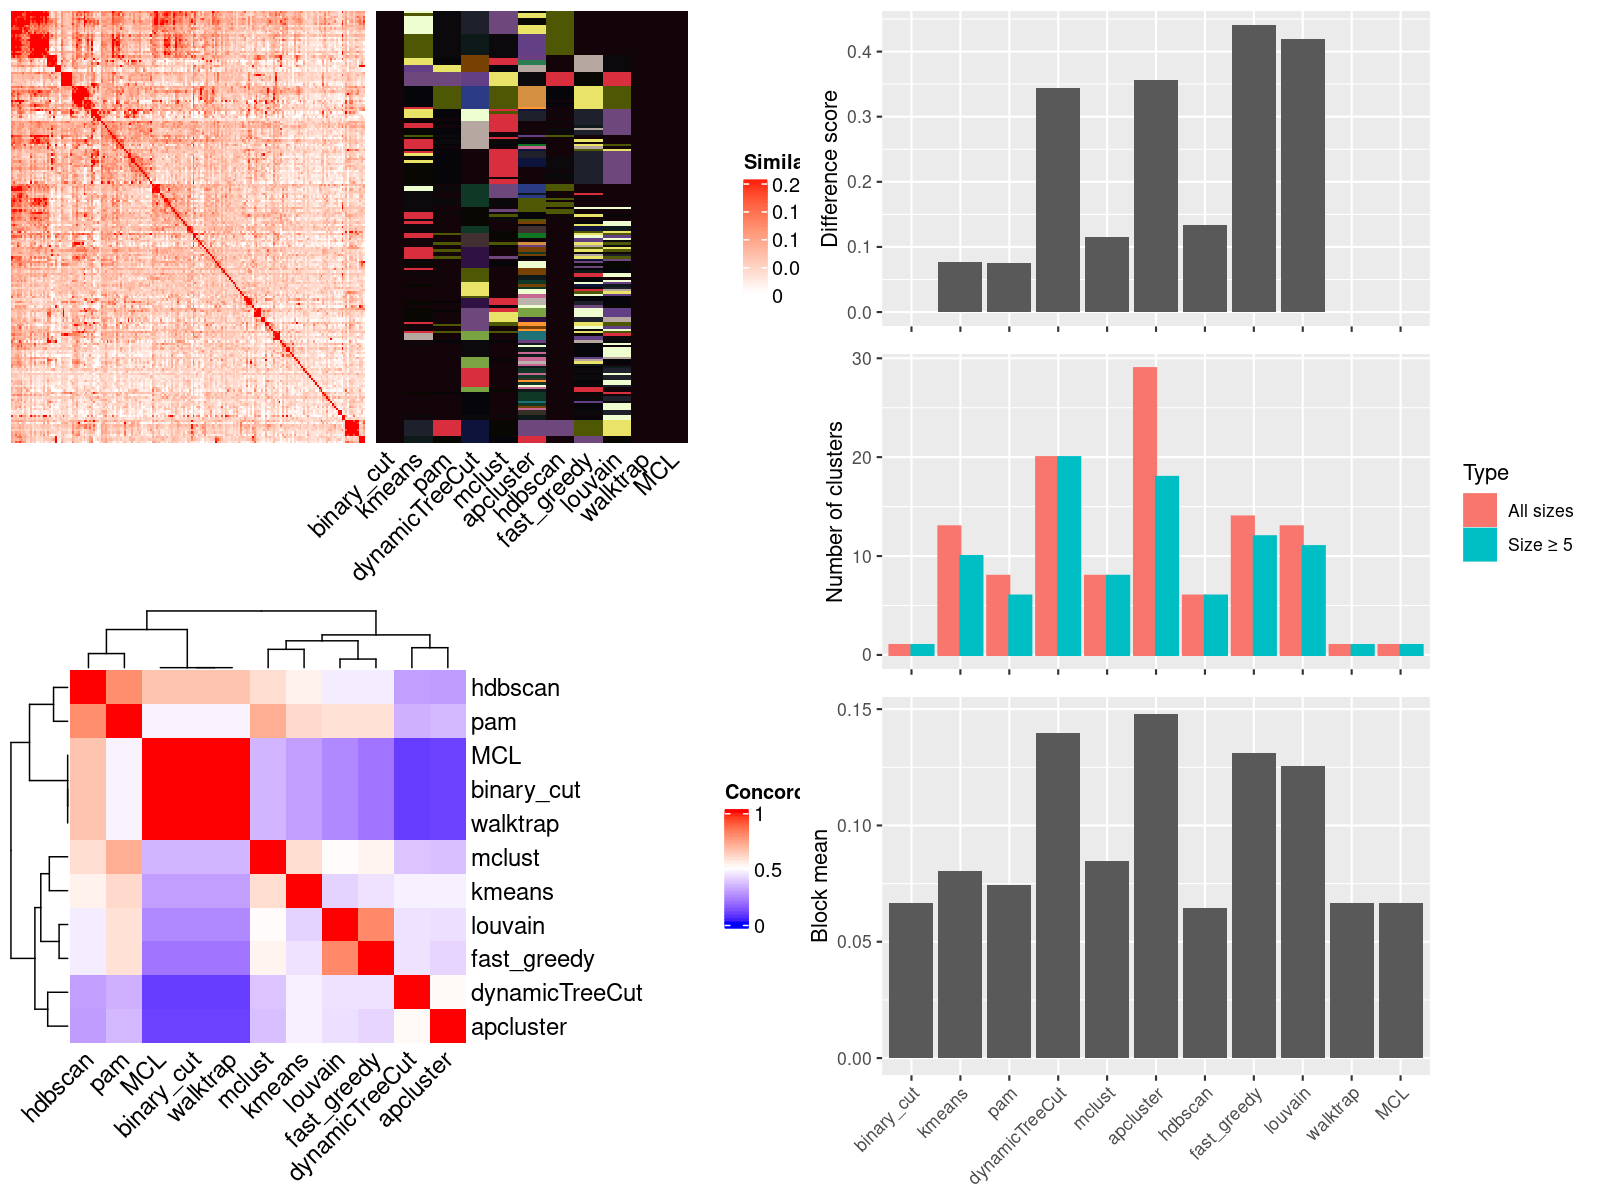 Simila
0.2
0.1
0.1
0.0
0
binary_cut
kmeans
pam
dynamicTreeCut
mclust
apcluster
hdbscan
fast_greedy
louvain
walktrap
MCL
hdbscan
pam
MCL
binary_cut
walktrap
mclust
kmeans
louvain
fast_greedy
dynamicTreeCut
apcluster
hdbscan
pam
MCL
binary_cut
walktrap
mclust
kmeans
louvain
fast_greedy
dynamicTreeCut
apcluster
Concord
1
0.5
0
Difference score
0.4
0.3
0.2
0.1
0.0
Number of clusters
30
20
10
0
Type
All sizes
Size ≥ 5
Block mean
0.15
0.10
0.05
0.00
binary_cut
kmeans
pam
dynamicTreeCut
mclust
apcluster
hdbscan
fast_greedy
louvain
walktrap
MCL